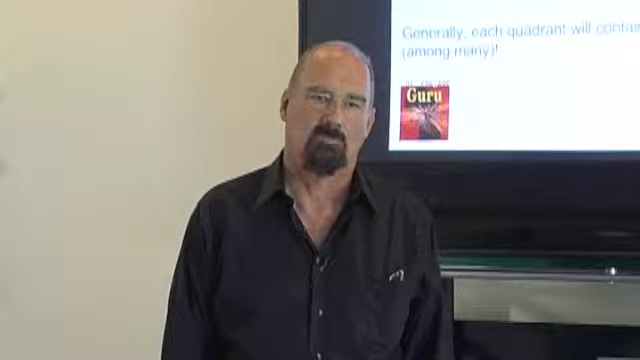 Generally, each quadrant will contain
(among many)!
Guru